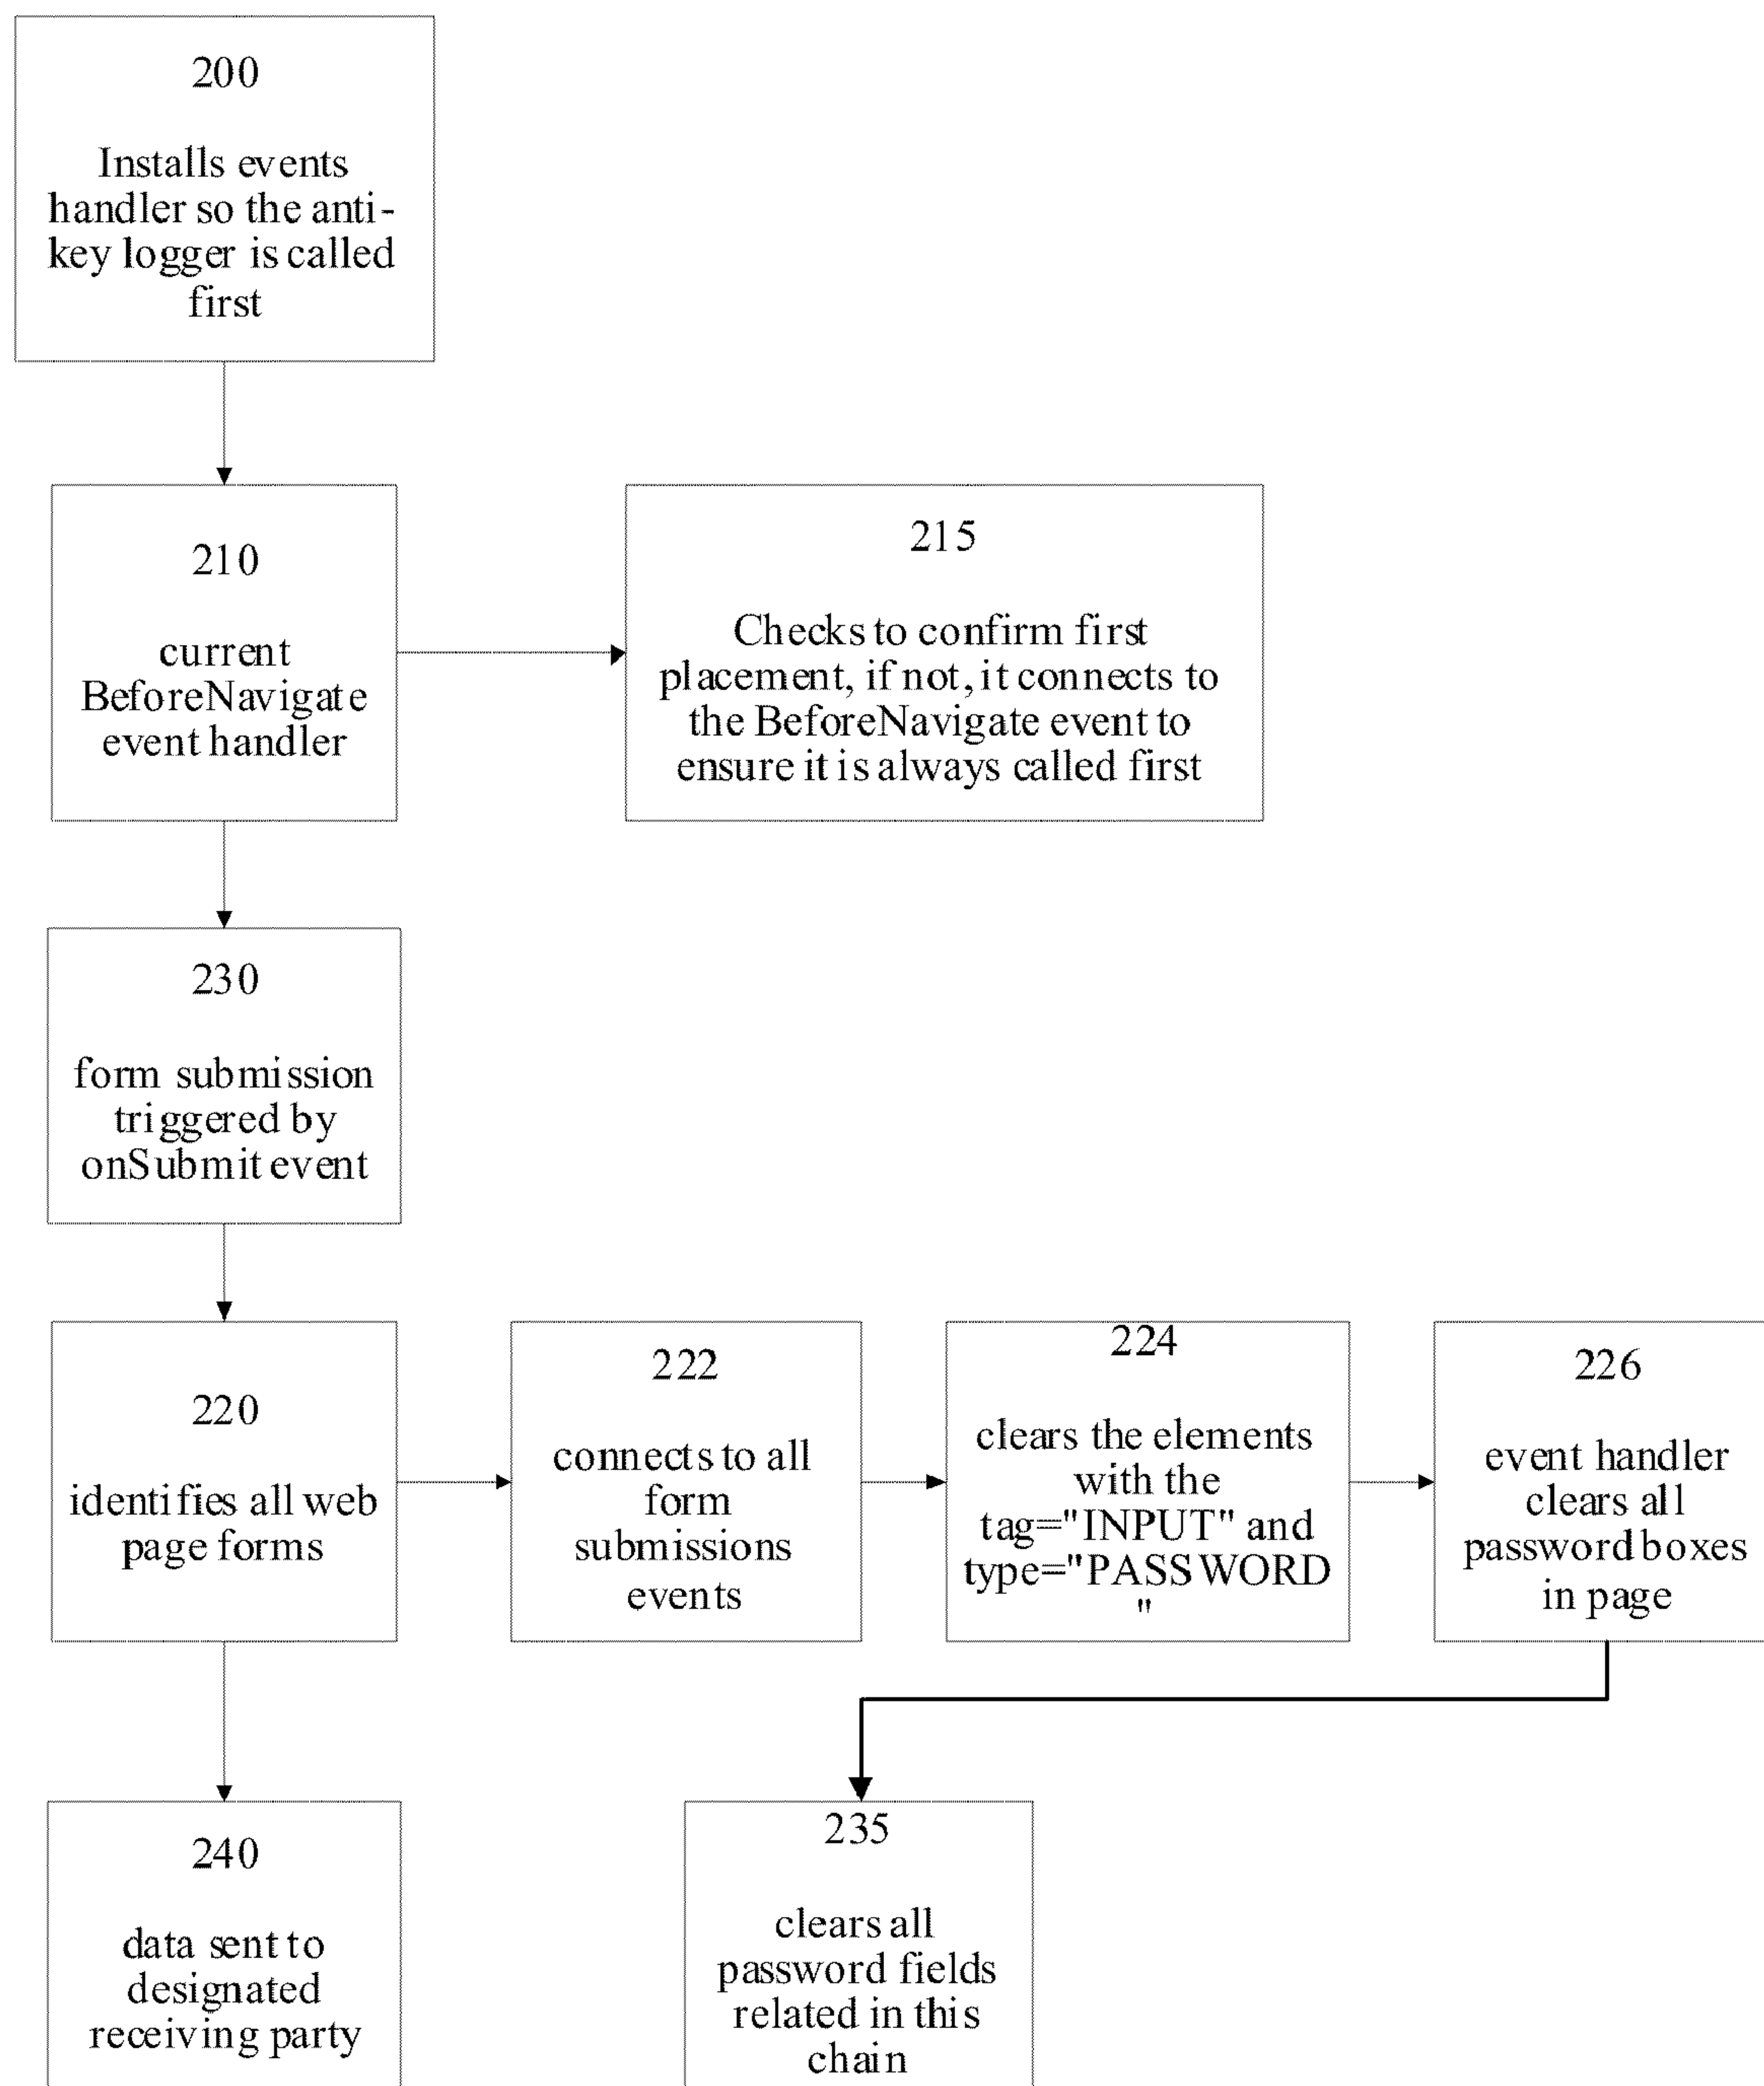 200
Installs events
handler so the anti-
key logger is called
first
210
current
BeforeNavigate
event handler
215
Checks to confirm first
placement, if not, it connects to
the BeforeNavigate event to
ensure it is always called first
230
form submission
triggered by
onSubmit event
220
identifies all web
page forms
222
connects to all
form
submissions
events
224
clears the elements
with the
tag="INPUT" and
type="PASSWORD
"
226
event handler
clears all
password boxes
in page
240
data sent to
designated
receiving party
235
clears all
password fields
related in this
chain